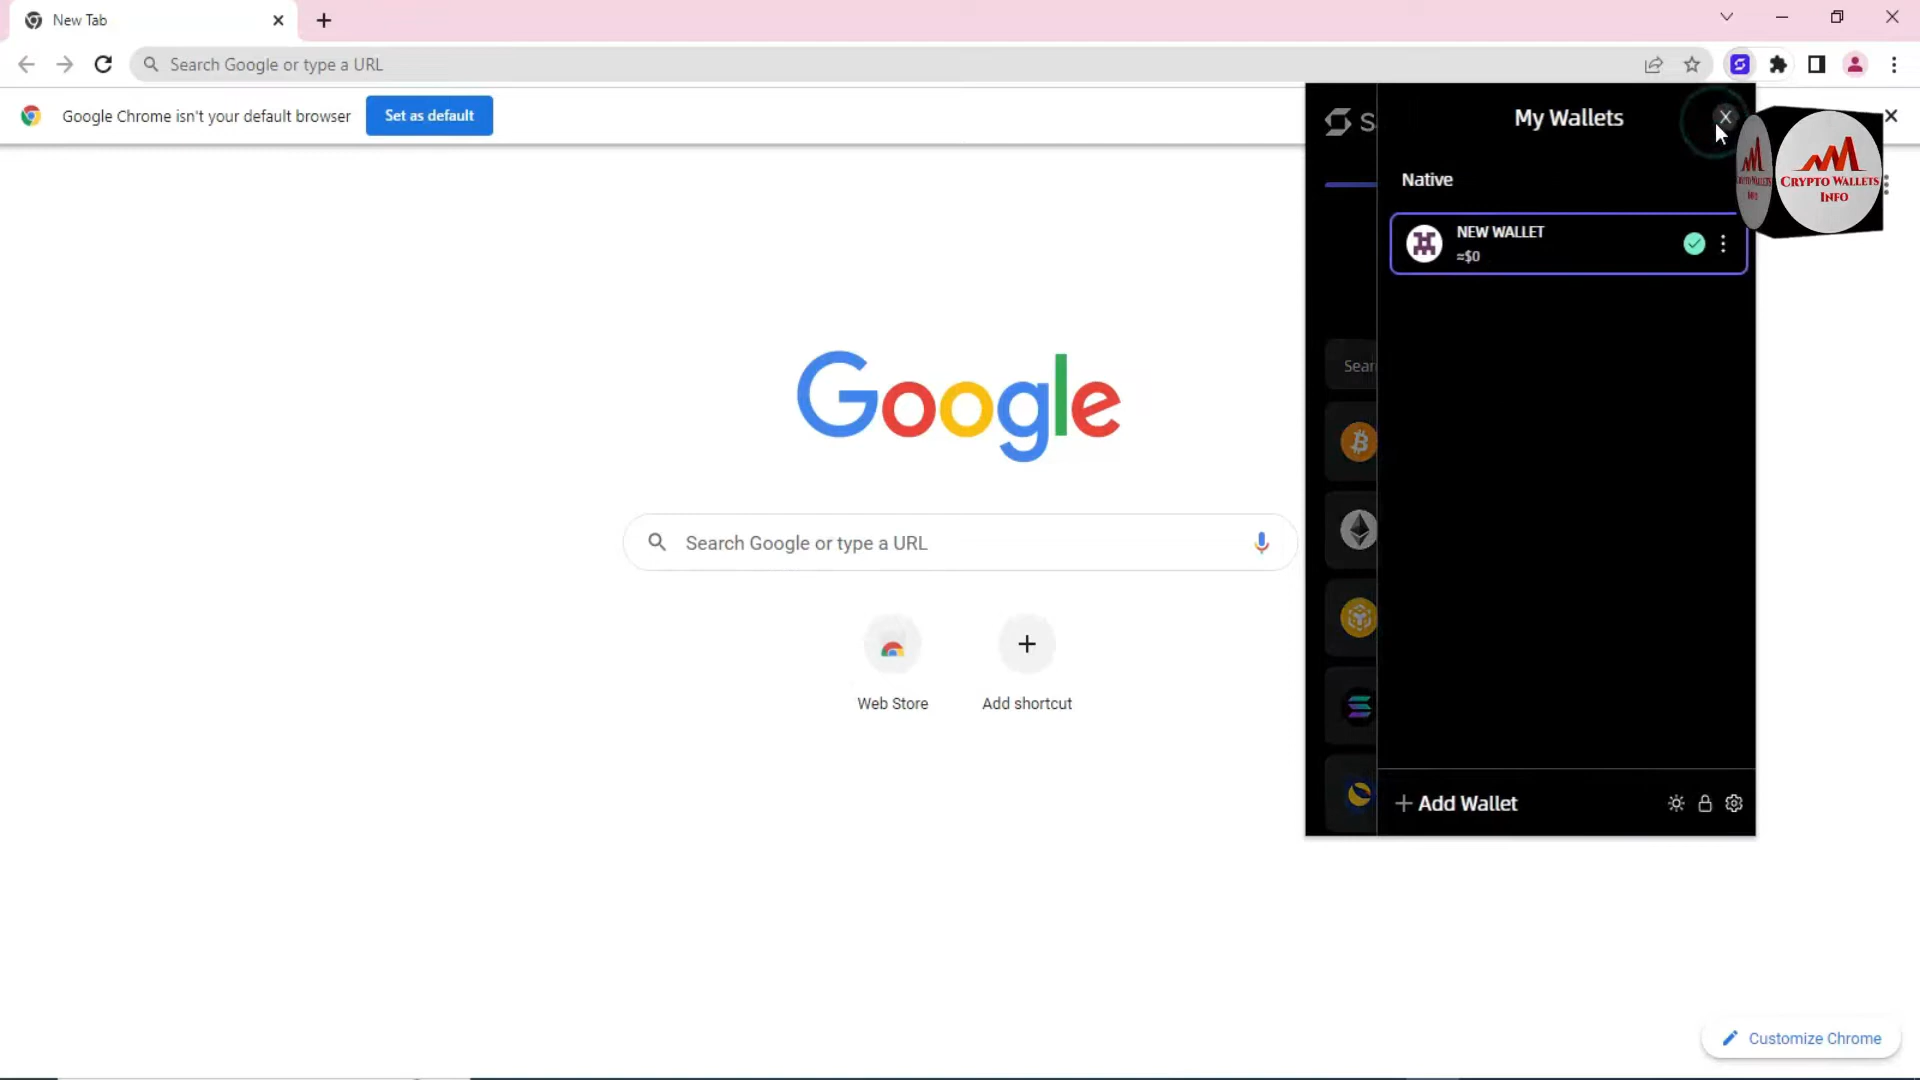 New Tab
Search Google or type a URL
Google Chrome isn't your default browser
Set as default
S
My Wallets
Native
NEW WALLET
≈$0
CRYPTO WALLETS
INFO
Sear
Google
Search Google or type a URL
Web Store
Add shortcut
+ Add Wallet
Customize Chrome